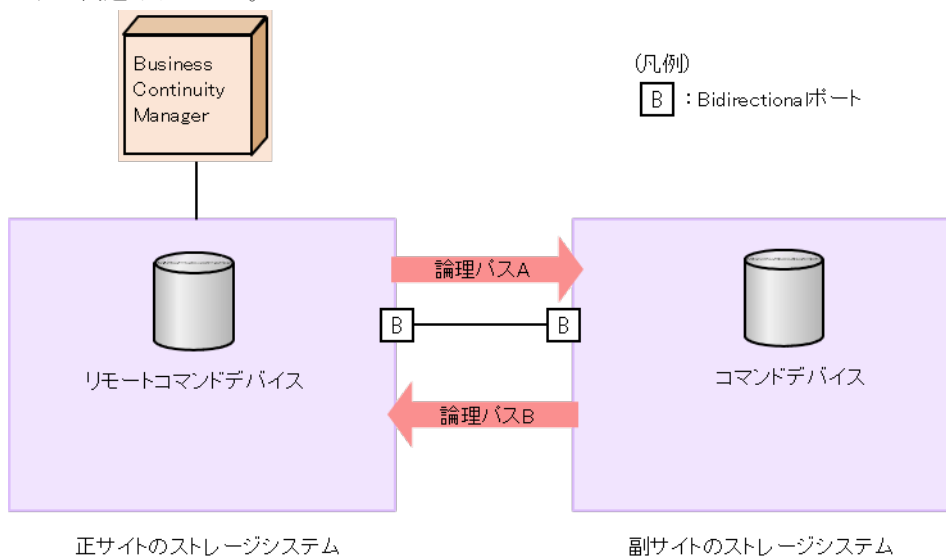 Business
Continuity
Manager
(凡例)
B ：Bidirectionalポート
論理パスA
B
B
リモートコマンドデバイス
コマンドデバイス
論理パスB
正サイトのストレージシステム
副サイトのストレージシステム